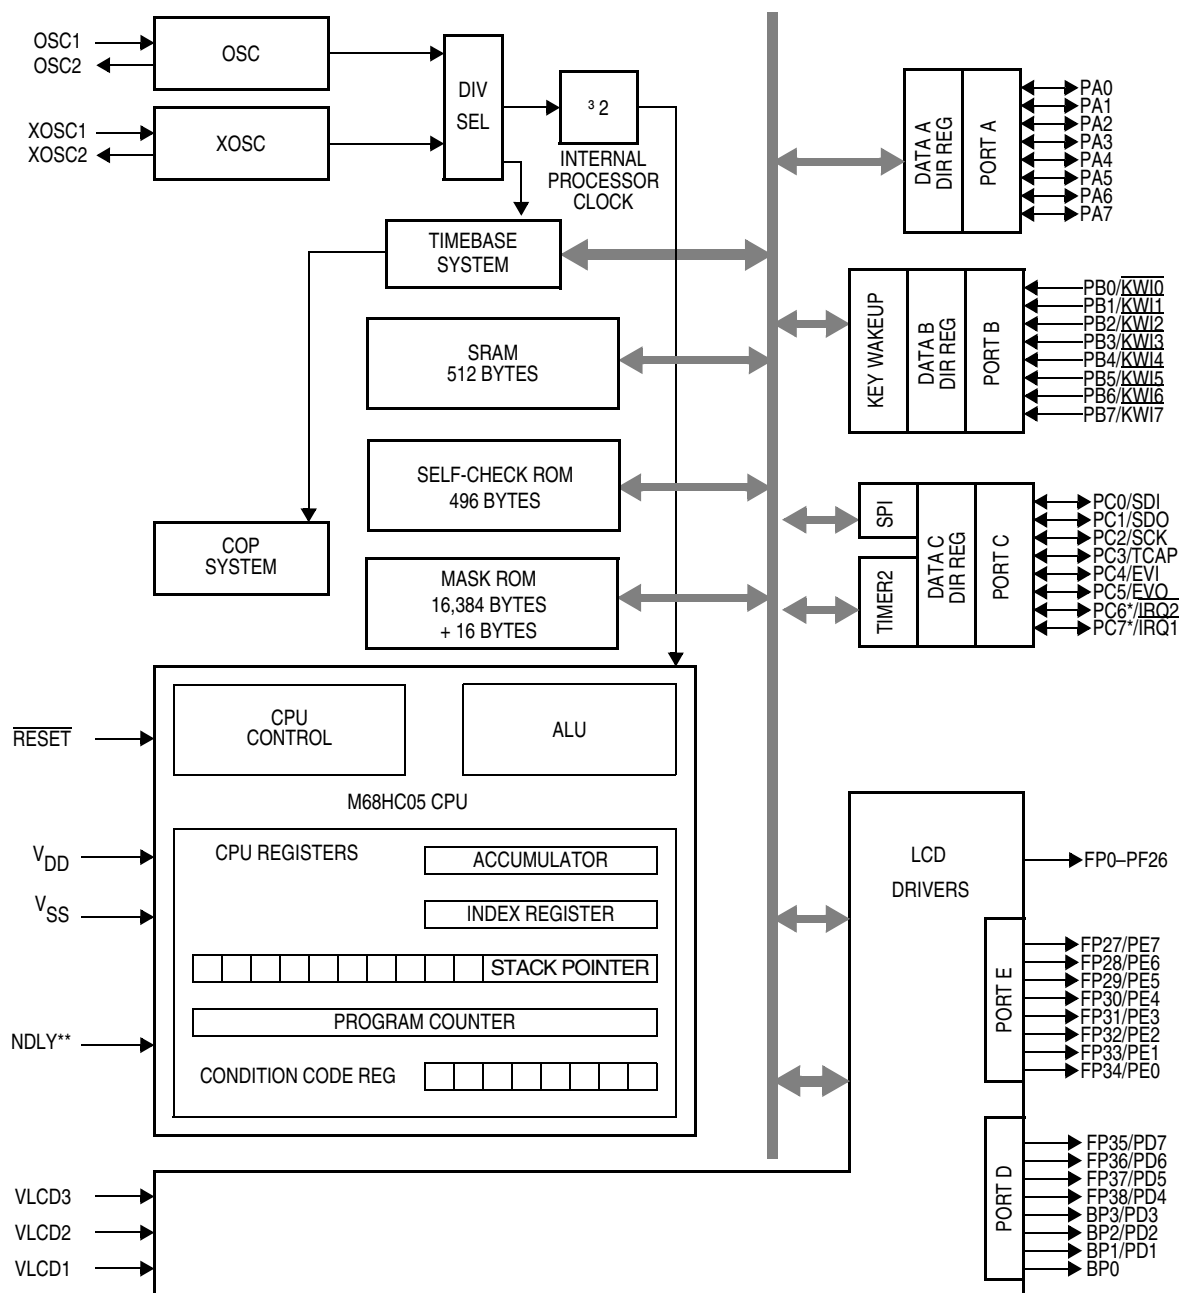 OSC1
OSC2
OSC
XOSC1
XOSC2
XOSC
DIV
SEL
³ 2
INTERNAL
PROCESSOR
CLOCK
TIMEBASE
SYSTEM
SRAM
512 BYTES
SELF-CHECK ROM
496 BYTES
COP
SYSTEM
MASK ROM
16,384 BYTES
+ 16 BYTES
RESET
VDD
VSS
NDLY**
CPU
CONTROL
ALU
M68HC05 CPU
CPU REGISTERS
ACCUMULATOR
INDEX REGISTER
STACK POINTER
PROGRAM COUNTER
CONDITION CODE REG
VLCD3
VLCD2
VLCD1
DATA A
DIR REG
PORT A
PA0
PA1
PA2
PA3
PA4
PA5
PA6
PA7
KEY WAKEUP
DATA B
DIR REG
PORT B
PB0/KWI0
PB1/KWI1
PB2/KWI2
PB3/KWI3
PB4/KWI4
PB5/KWI5
PB6/KWI6
PB7/KWI7
SPI
TIMER2
DATA C
DIR REG
PORT C
PC0/SDI
PC1/SDO
PC2/SCK
PC3/TCAP
PC4/EVI
PC5/EVO
PC6*/IRQ2
PC7*/IRQ1
LCD
DRIVERS
FP0–PF26
PORT E
FP27/PE7
FP28/PE6
FP29/PE5
FP30/PE4
FP31/PE3
FP32/PE2
FP33/PE1
FP34/PE0
PORT D
FP35/PD7
FP36/PD6
FP37/PD5
FP38/PD4
BP3/PD3
BP2/PD2
BP1/PD1
BP0